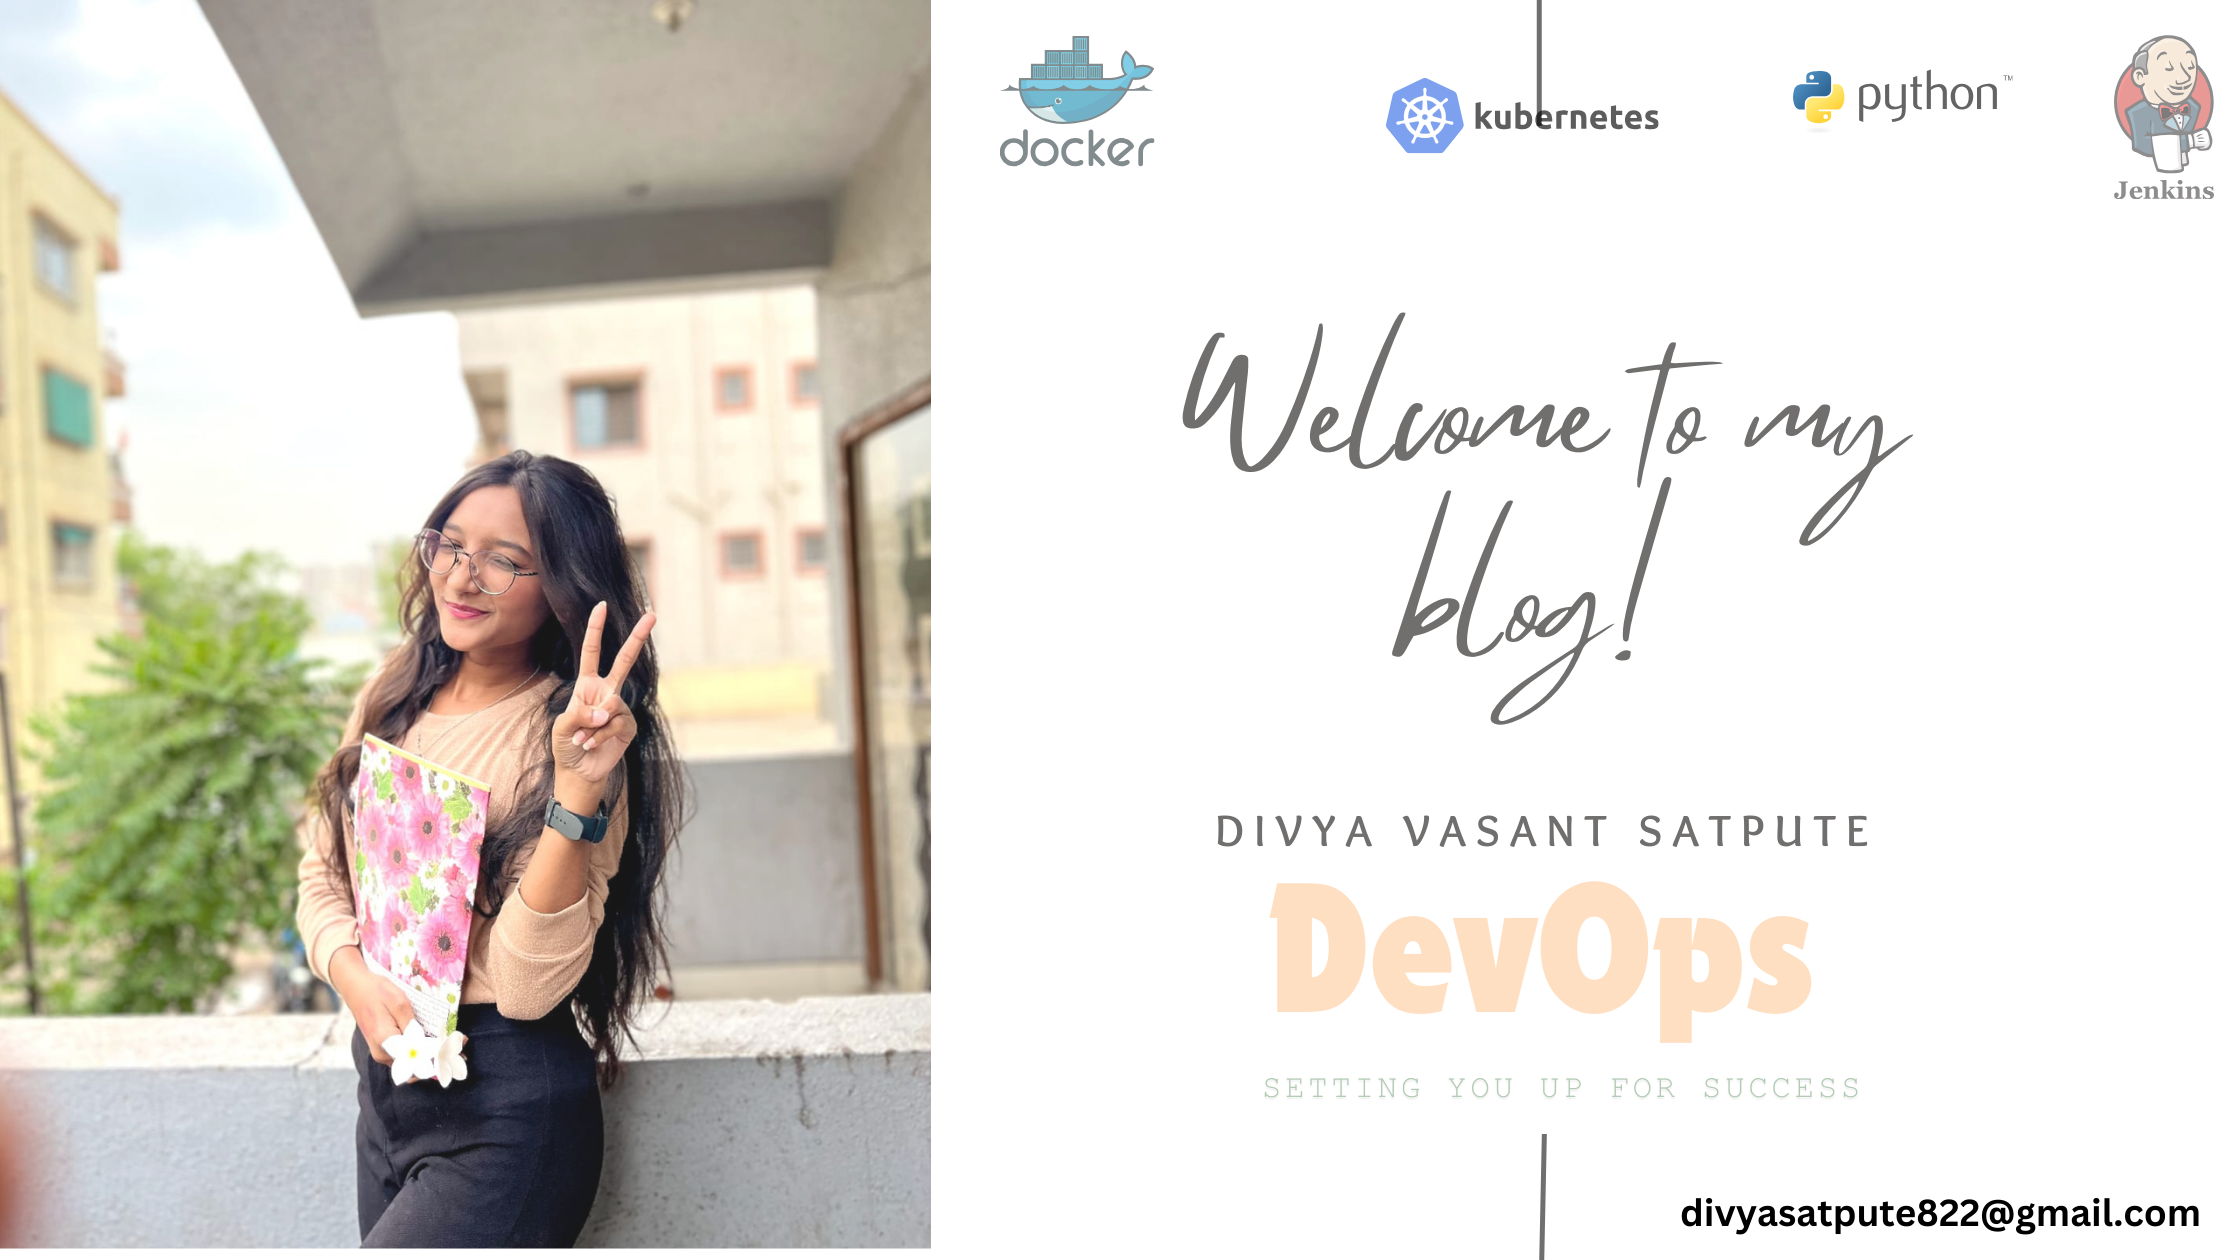 docker
kubernetes
python™
Jenkins
Welcome to my
blog!
DIVYA VASANT SATPUTE
DevOps
SETTING YOU UP FOR SUCCESS
divyasatpute822@gmail.com